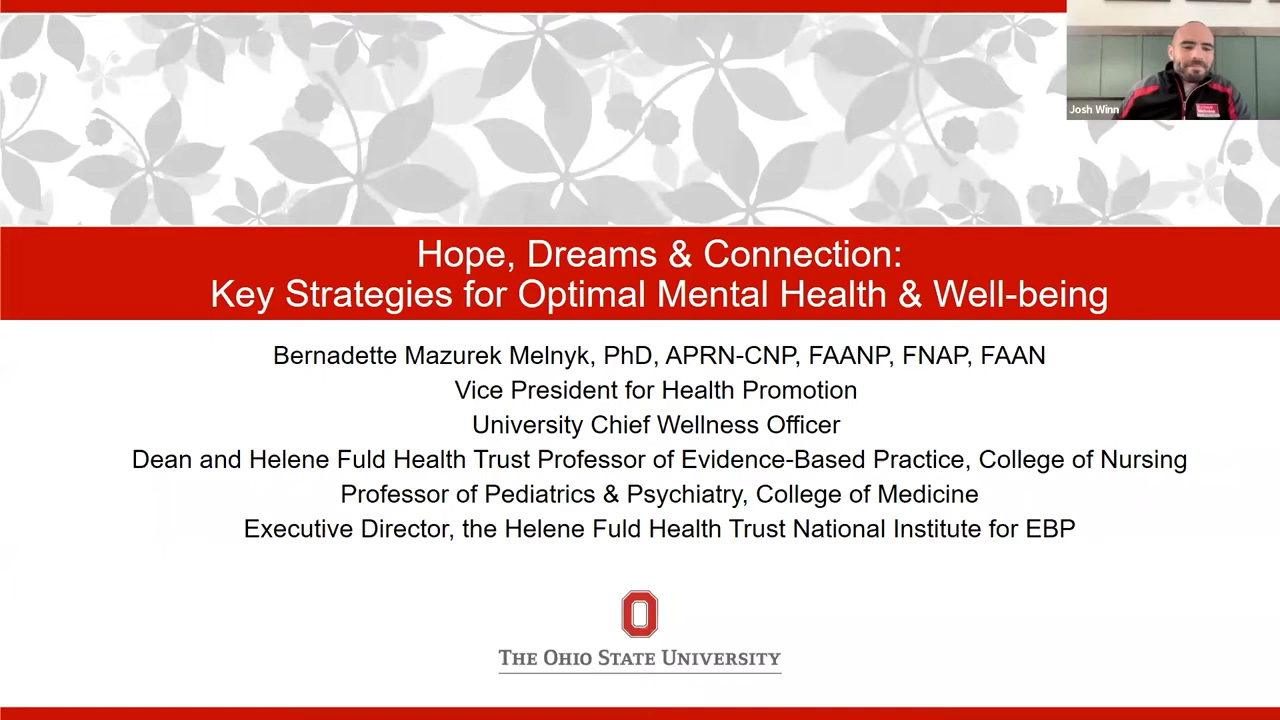 Josh Winn
Hope, Dreams & Connection:
Key Strategies for Optimal Mental Health & Well-being
Bernadette Mazurek Melnyk, PhD, APRN-CNP, FAANP, FNAP, FAAN
Vice President for Health Promotion
University Chief Wellness Officer
Dean and Helene Fuld Health Trust Professor of Evidence-Based Practice, College of Nursing
Professor of Pediatrics & Psychiatry, College of Medicine
Executive Director, the Helene Fuld Health Trust National Institute for EBP
THE OHIO STATE UNIVERSITY